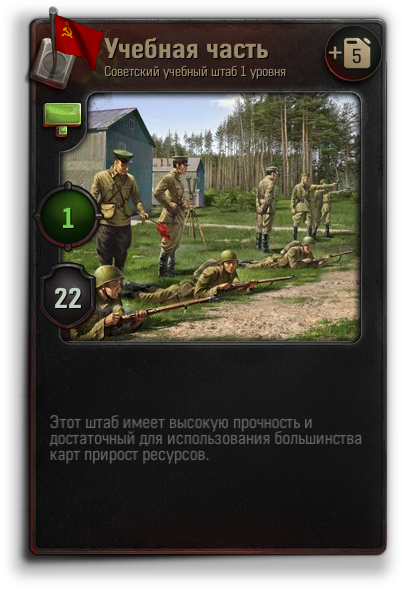 Учебная часть
Советский учебный штаб 1 уровня
+5
1
22
Этот штаб имеет высокую прочность и
достаточный для использования большинства
карт прирост ресурсов.